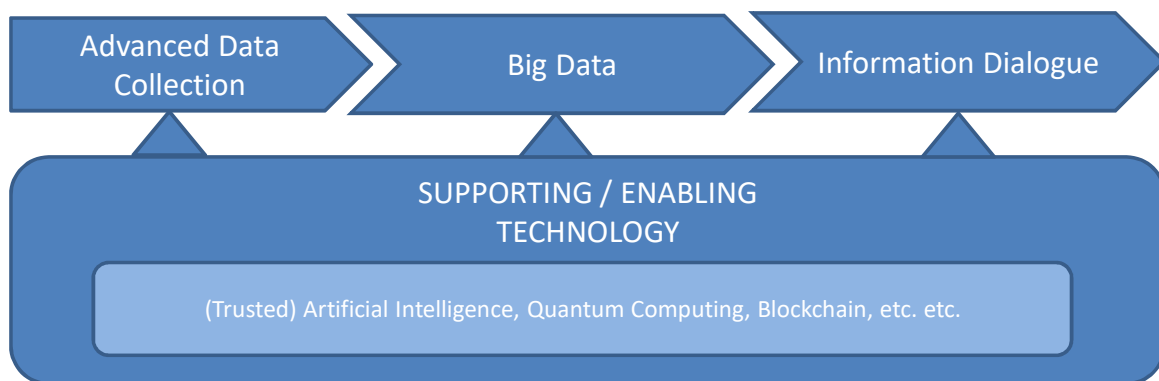 Advanced Data
Collection
Big Data
Information Dialogue
SUPPORTING / ENABLING
TECHNOLOGY
(Trusted) Artificial Intelligence, Quantum Computing, Blockchain, etc. etc.